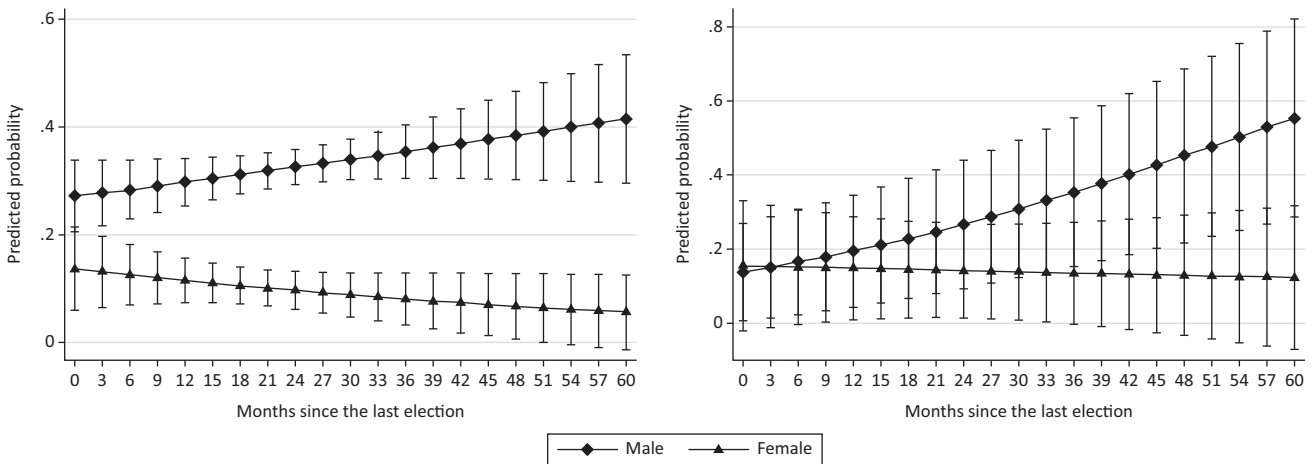 .6
.4
.2
0
Predicted probability
0 3 6 9 12 15 18 21 24 27 30 33 36 39 42 45 48 51 54 57 60
Months since the last election
.8
.6
.4
.2
0
Predicted probability
0 3 6 9 12 15 18 21 24 27 30 33 36 39 42 45 48 51 54 57 60
Months since the last election
Male Female